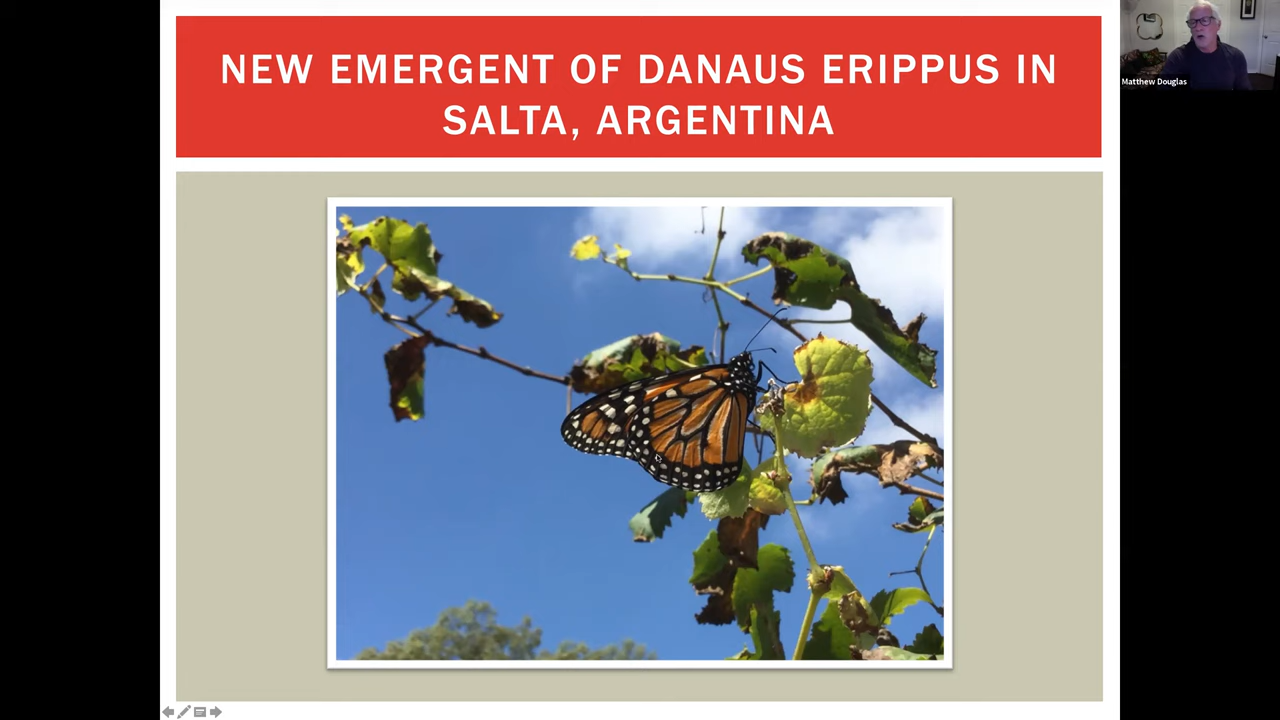 NEW EMERGENT OF DANAUS ERIPPUS IN
SALTA, ARGENTINA
Matthew Douglas